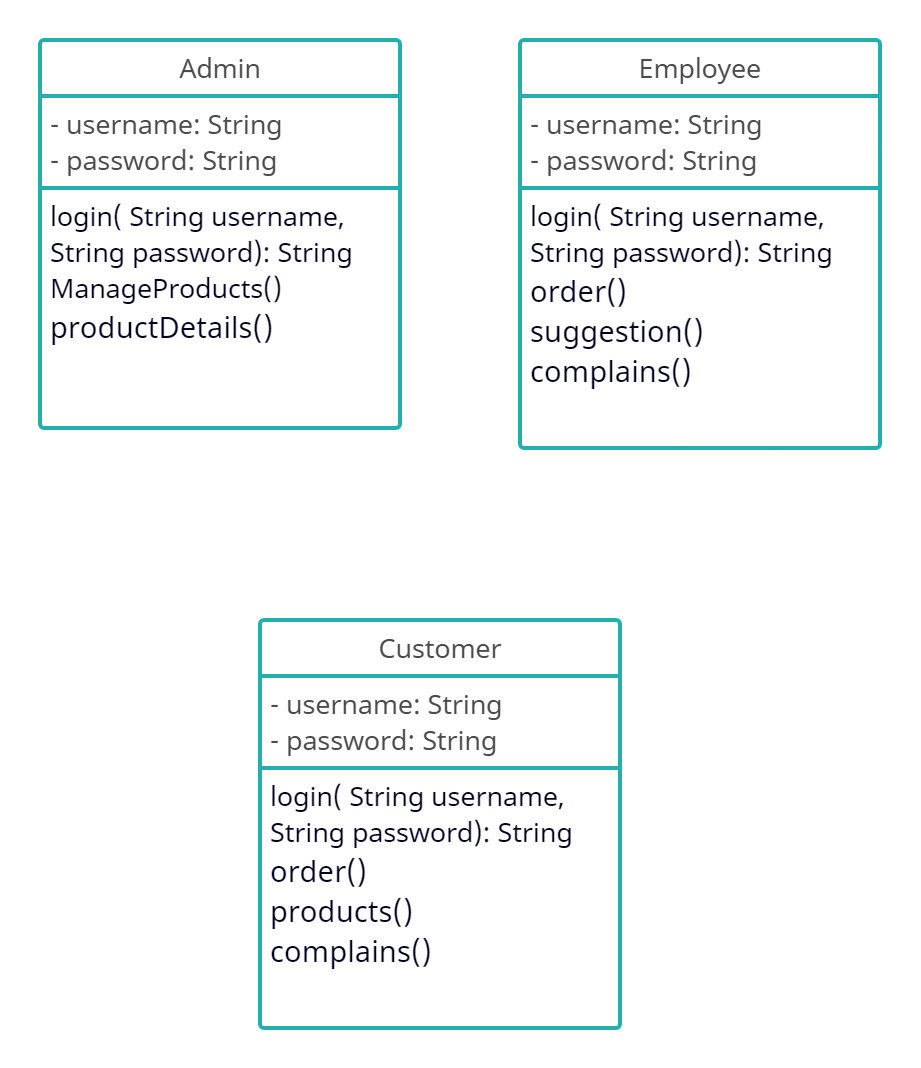 Admin
- username: String
- password: String
login( String username,
String password): String
ManageProducts()
productDetails()
Employee
- username: String
- password: String
login( String username,
String password): String
order()
suggestion()
complains()
Customer
- username: String
- password: String
login( String username,
String password): String
order()
products()
complains()